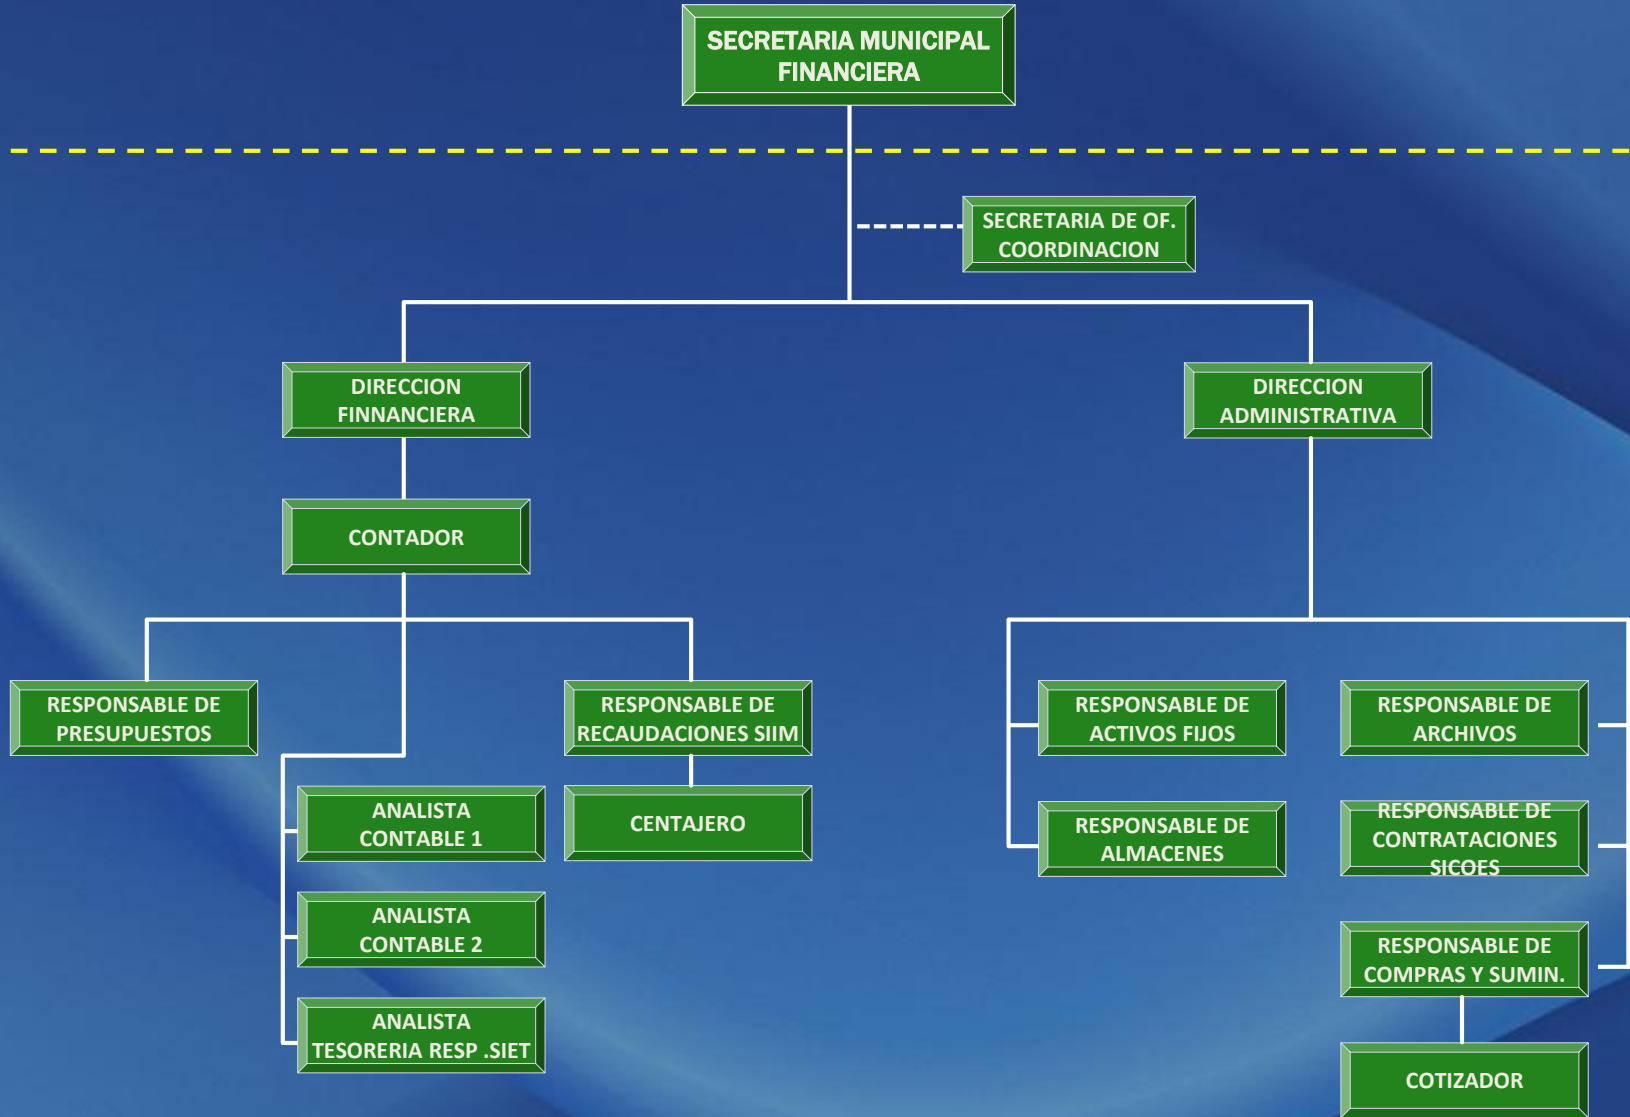 SECRETARIA MUNICIPAL
FINANCIERA
SECRETARIA DE OF.
COORDINACION
DIRECCION
FINNANCIERA
DIRECCION
ADMINISTRATIVA
CONTADOR
RESPONSABLE DE
PRESUPUESTOS
RESPONSABLE DE
RECAUDACIONES SIIM
RESPONSABLE DE
ACTIVOS FIJOS
RESPONSABLE DE
ARCHIVOS
ANALISTA
CONTABLE 1
CENTAJERO
RESPONSABLE DE
ALMACENES
RESPONSABLE DE
CONTRATACIONES
SICOES
ANALISTA
CONTABLE 2
RESPONSABLE DE
COMPRAS Y SUMIN.
ANALISTA
TESORERIA RESP .SIET
COTIZADOR